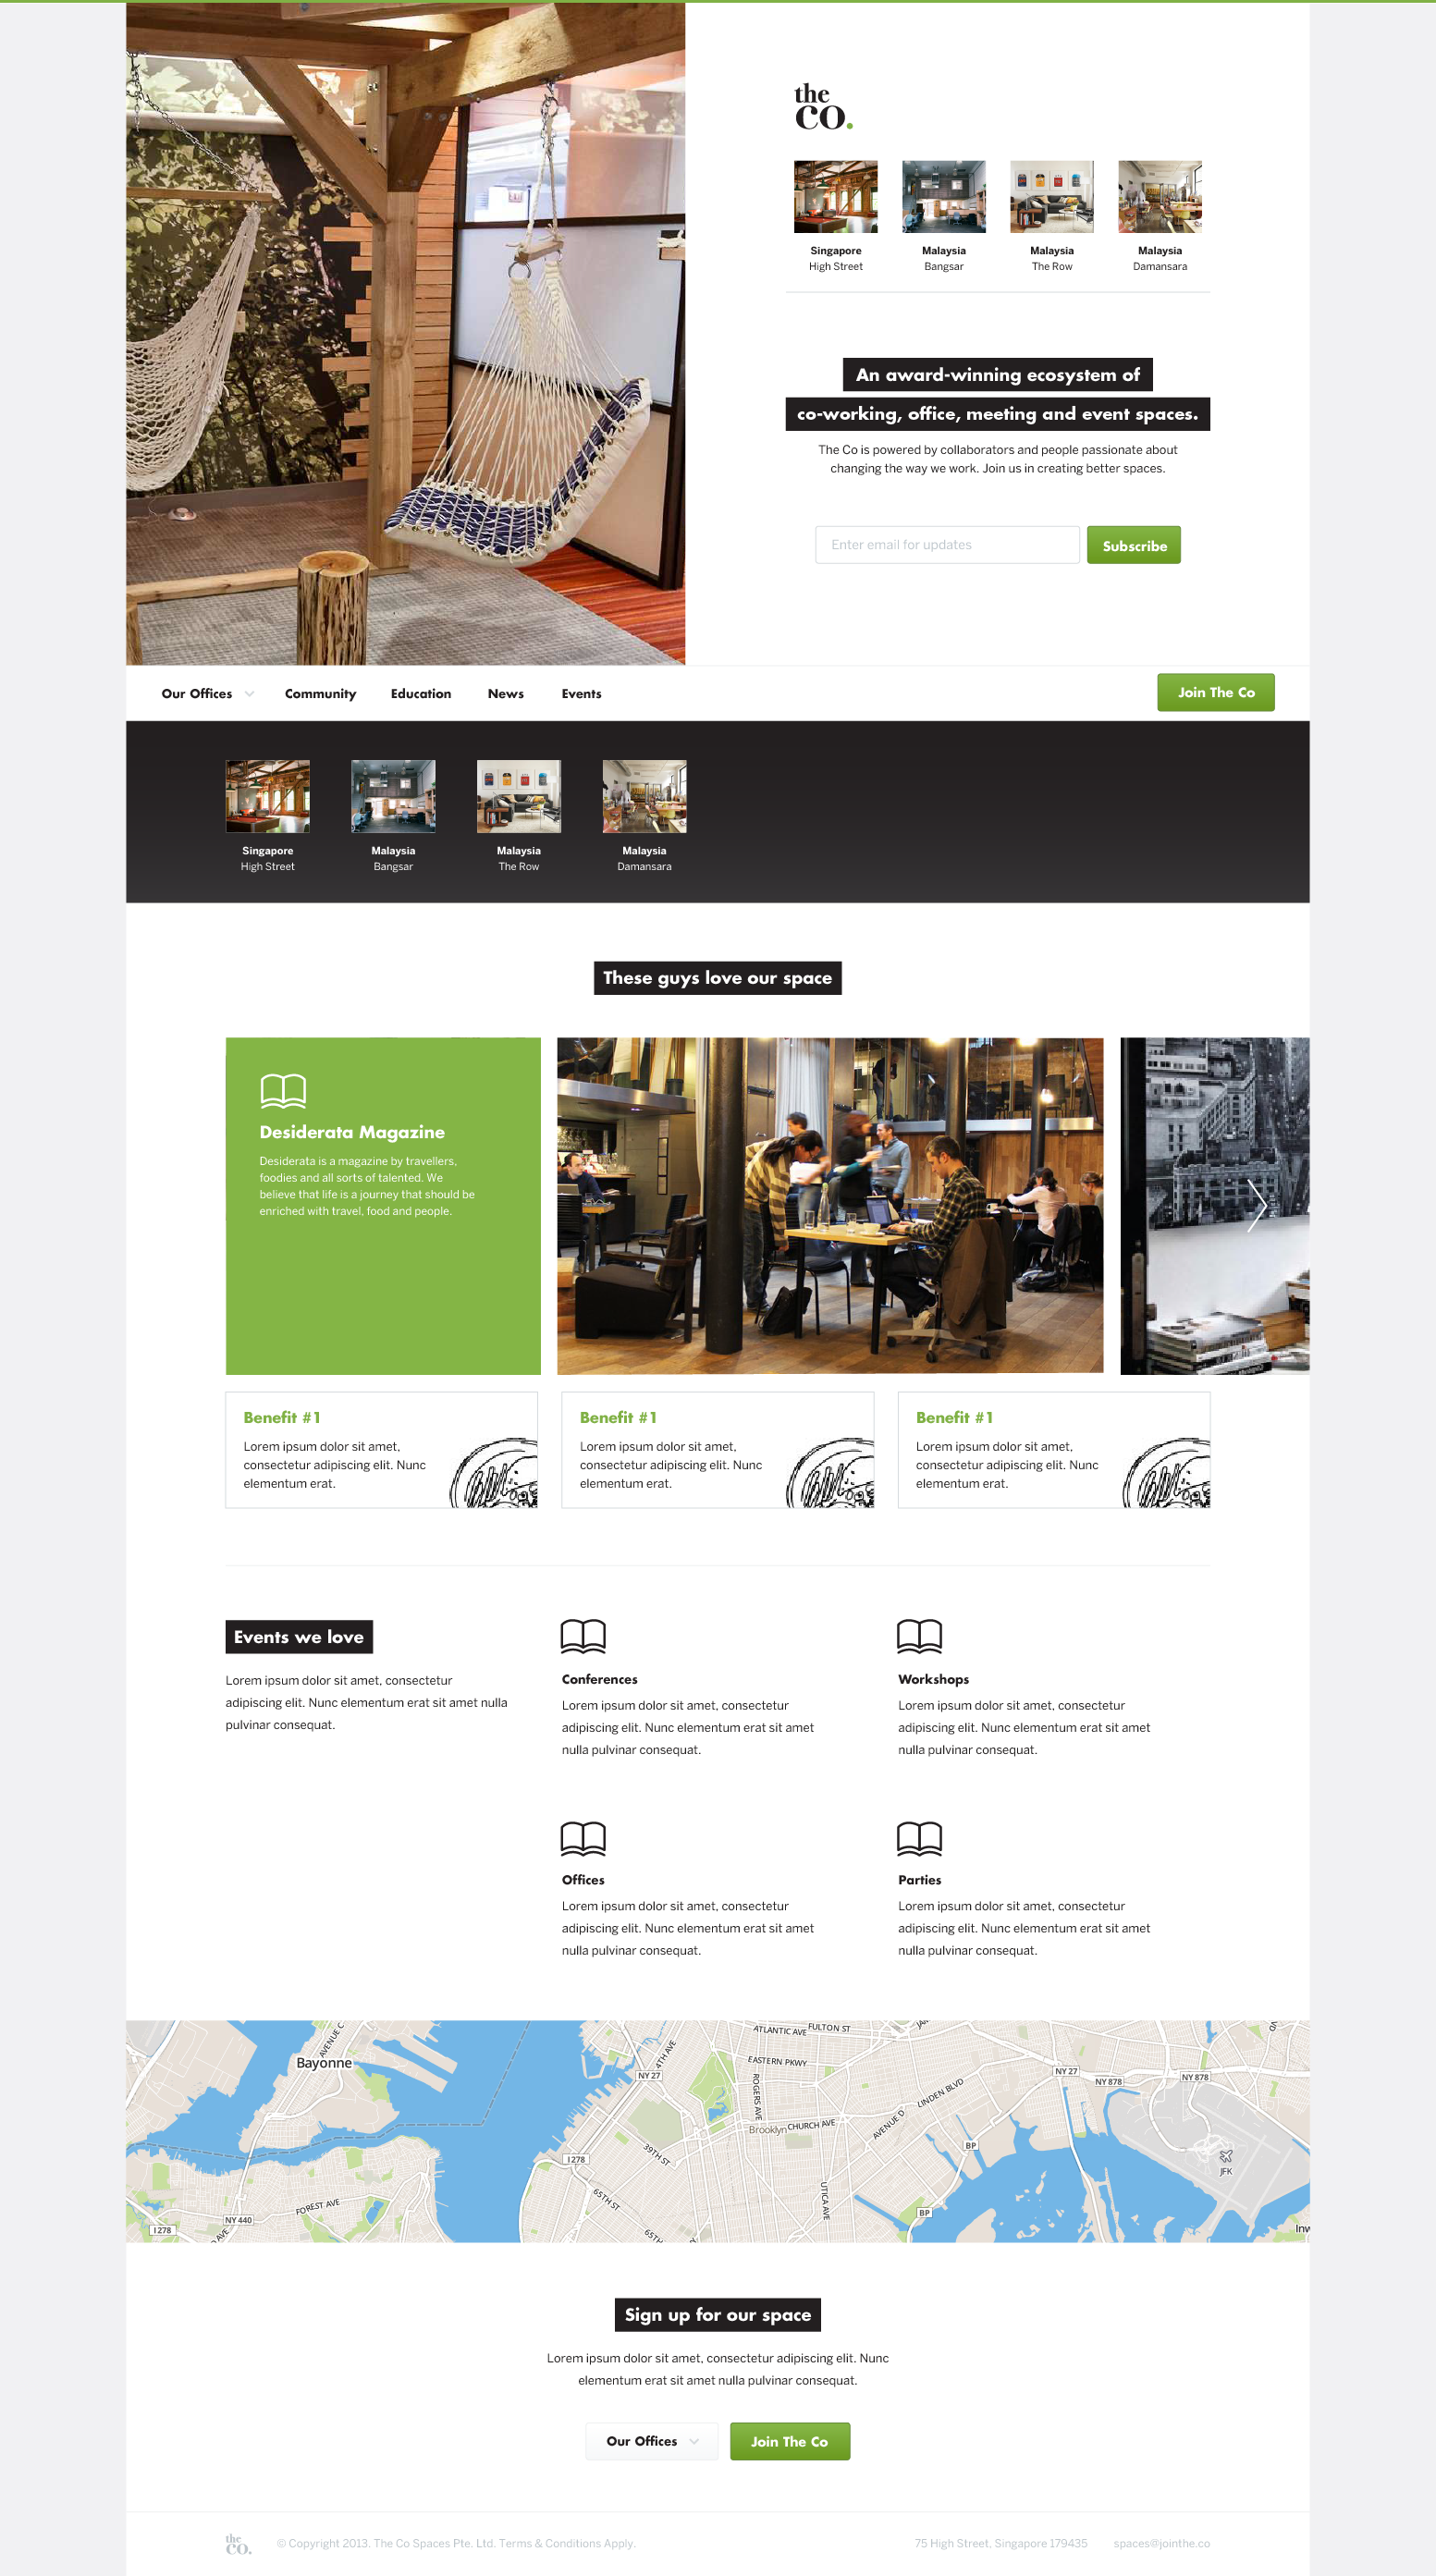 the
co.
Singapore
High Street
Malaysia
Bangsar
Malaysia
The Row
Malaysia
Damansara
An award-winning ecosystem of
co-working, office, meeting and event spaces.
The Co is powered by collaborators and people passionate about
changing the way we work. Join us in creating better spaces.
Enter email for updates
Subscribe
Our Offices
Community
Education
News
Events
Join The Co
Singapore
High Street
Malaysia
Bangsar
Malaysia
The Row
Malaysia
Damansara
These guys love our space
Desiderata Magazine
Desiderata is a magazine by travellers,
foodies and all sorts of talented. We
believe that life is a journey that should be
enriched with travel, food and people.
Benefit #1
Lorem ipsum dolor sit amet,
consectetur adipiscing elit. Nunc
elementum erat.
Benefit #1
Lorem ipsum dolor sit amet,
consectetur adipiscing elit. Nunc
elementum erat.
Benefit #1
Lorem ipsum dolor sit amet,
consectetur adipiscing elit. Nunc
elementum erat.
Events we love
Lorem ipsum dolor sit amet, consectetur
adipiscing elit. Nunc elementum erat sit amet nulla
pulvinar consequat.
Conferences
Lorem ipsum dolor sit amet, consectetur
adipiscing elit. Nunc elementum erat sit amet
nulla pulvinar consequat.
Workshops
Lorem ipsum dolor sit amet, consectetur
adipiscing elit. Nunc elementum erat sit amet
nulla pulvinar consequat.
Offices
Lorem ipsum dolor sit amet, consectetur
adipiscing elit. Nunc elementum erat sit amet
nulla pulvinar consequat.
Parties
Lorem ipsum dolor sit amet, consectetur
adipiscing elit. Nunc elementum erat sit amet
nulla pulvinar consequat.
AVENUE C
Bayonne
4TH AVE
NY 27
ATLANTIC AVE
FULTON ST
EASTERN PKWY
ROGERS AVE
Brooklyn
CHURCH AVE
AVENUE D
LINDEN BLVD
NY 27
NY 878
NY 878
BP
JFK
I 278
39TH ST
65TH ST
65TH
UTICA AVE
BP
FOREST AVE
NY 440
I 278
AVE
Inw
Sign up for our space
Lorem ipsum dolor sit amet, consectetur adipiscing elit. Nunc
elementum erat sit amet nulla pulvinar consequat.
Our Offices
Join The Co
the
co.
© Copyright 2013. The Co Spaces Pte. Ltd. Terms & Conditions Apply.
75 High Street, Singapore 179435
spaces@jointhe.co